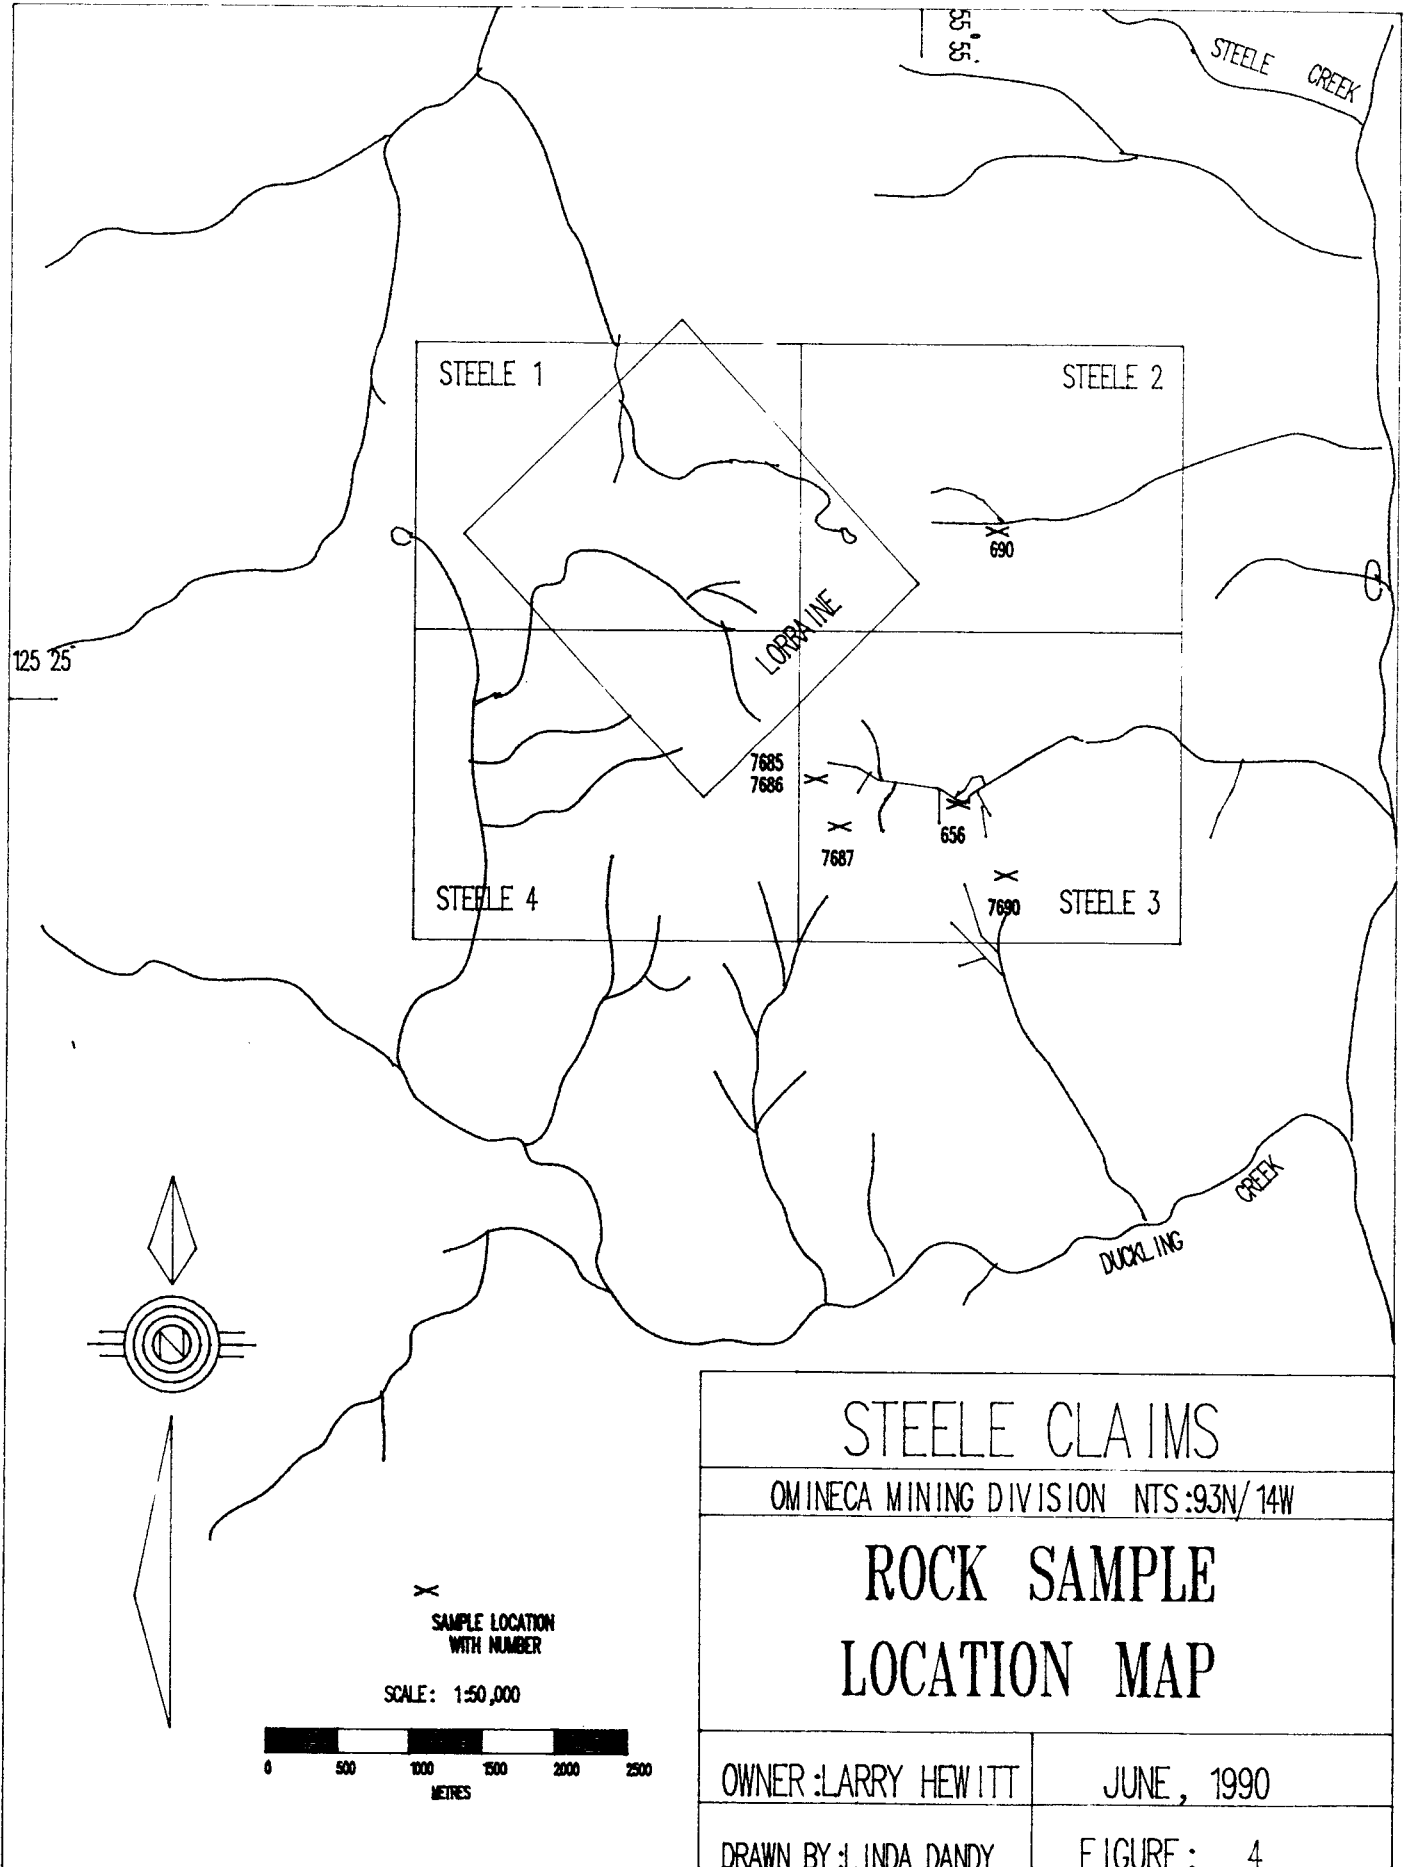 55° 55'
STEELE CREEK
STEELE 1
STEELE 2
690
LORRAINE
125 25'
7685
7686
656
7687
7690
STEELE 4
STEELE 3
CREEK
DUCKLING
N
STEELE CLAIMS
OMINECA MINING DIVISION NTS:93N/14W
ROCK SAMPLE
LOCATION MAP
SAMPLE LOCATION
WITH NUMBER
SCALE: 1:50,000
0 500 1000 1500 2000 2500
METRES
OWNER:LARRY HEWITT
JUNE, 1990
DRAWN BY:LINDA DANDY
FIGURE: 4